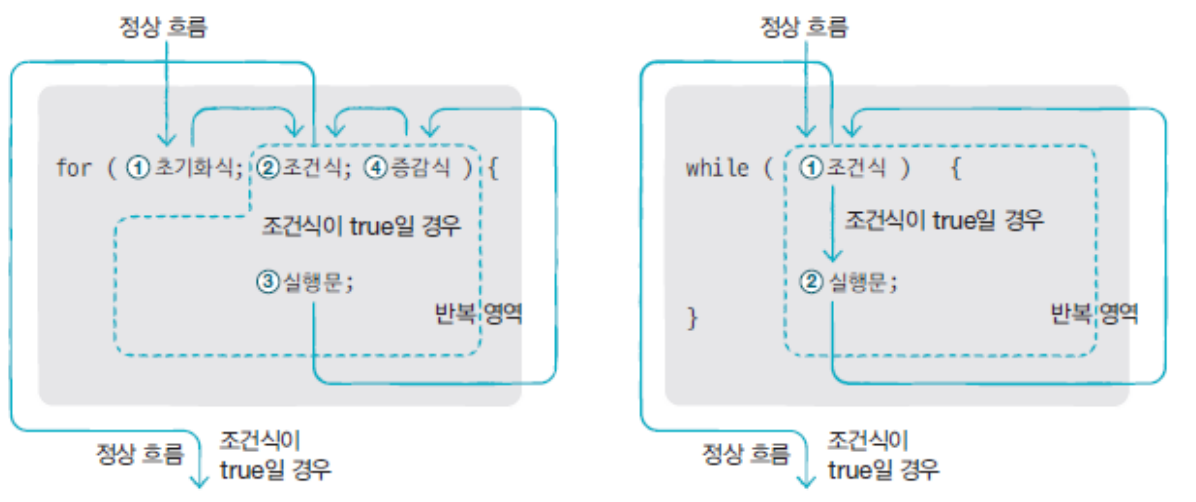 정상 흐름
for ( ① 초기화식; ② 조건식; ④ 증감식 ) {
조건식이 true일 경우
③ 실행문;
반복 영역
정상 흐름
조건식이
true일 경우
정상 흐름
while ( ① 조건식 ) {
조건식이 true일 경우
② 실행문;
반복 영역
}
정상 흐름
조건식이
true일 경우